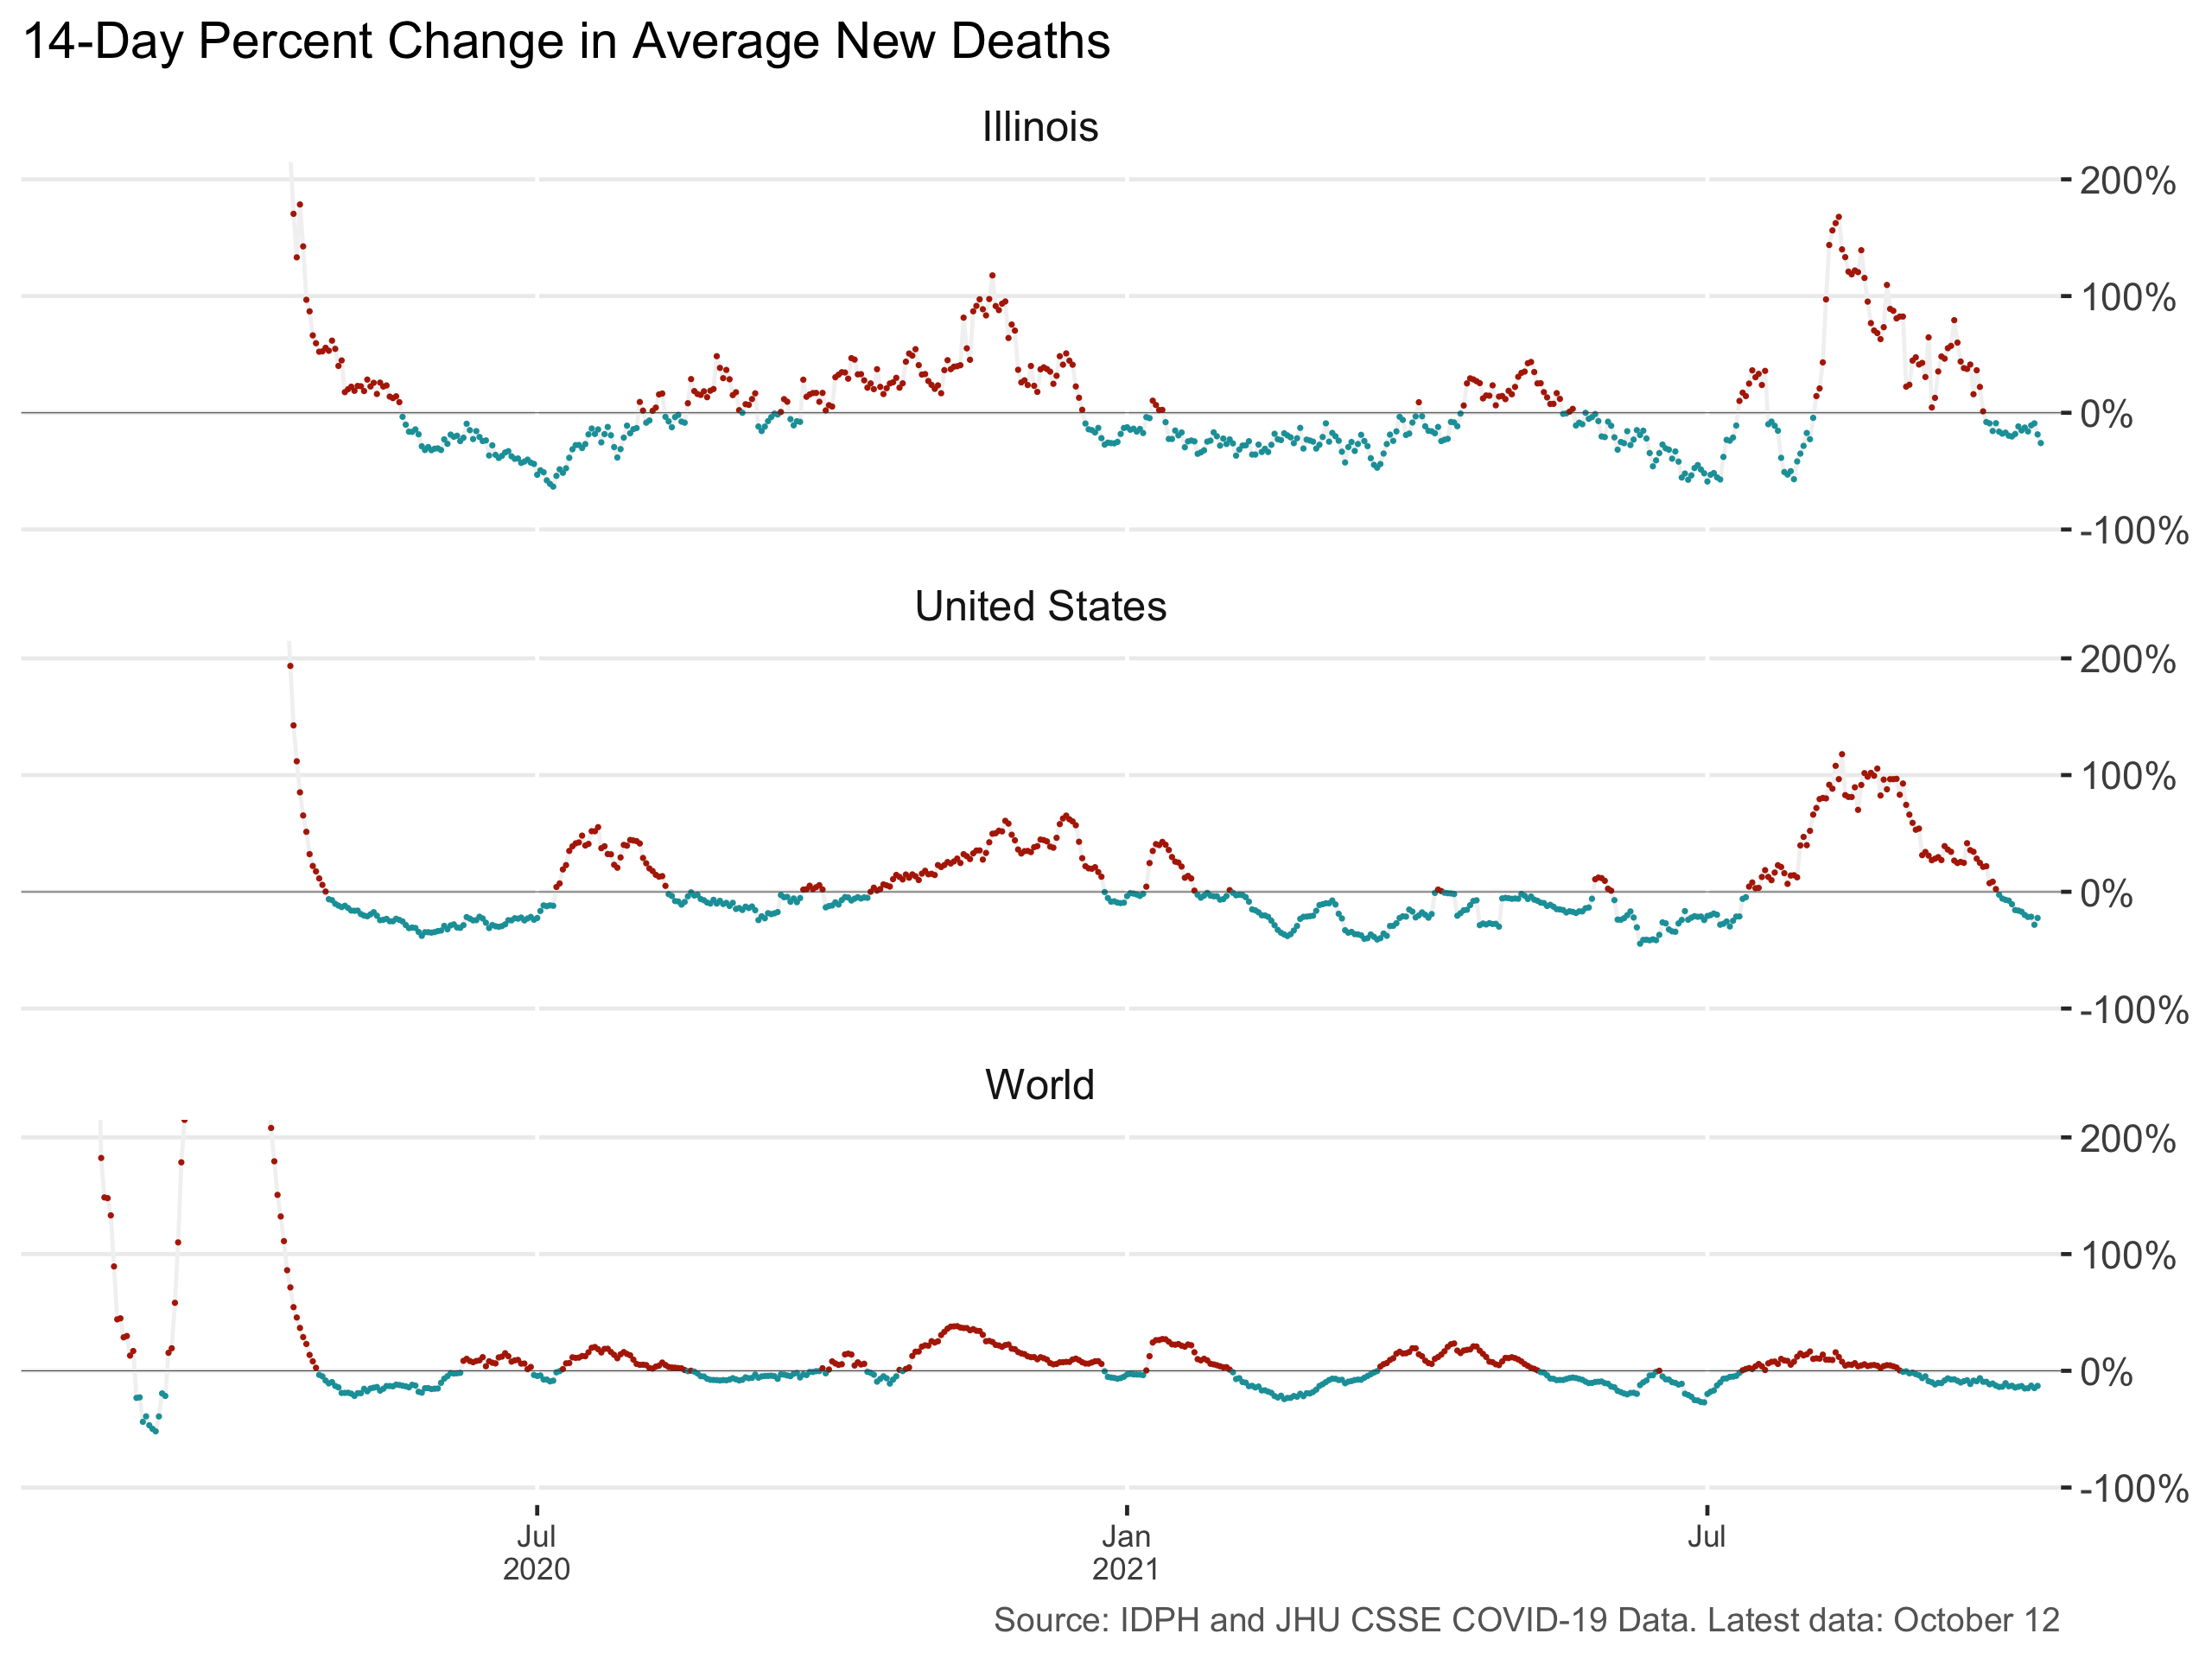 14-Day Percent Change in Average New Deaths
Illinois
200%
100%
0%
-100%
United States
200%
100%
0%
-100%
World
200%
100%
0%
-100%
Jul
2020
Jan
2021
Jul
Source: IDPH and JHU CSSE COVID-19 Data. Latest data: October 12